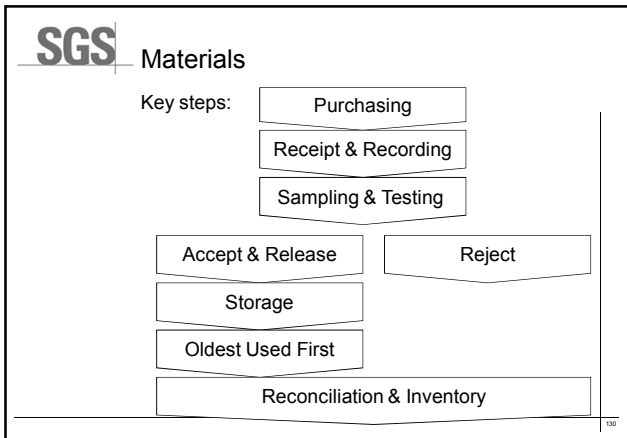 SGS
Materials
Key steps:
Purchasing
Receipt & Recording
Sampling & Testing
Accept & Release
Reject
Storage
Oldest Used First
Reconciliation & Inventory
130